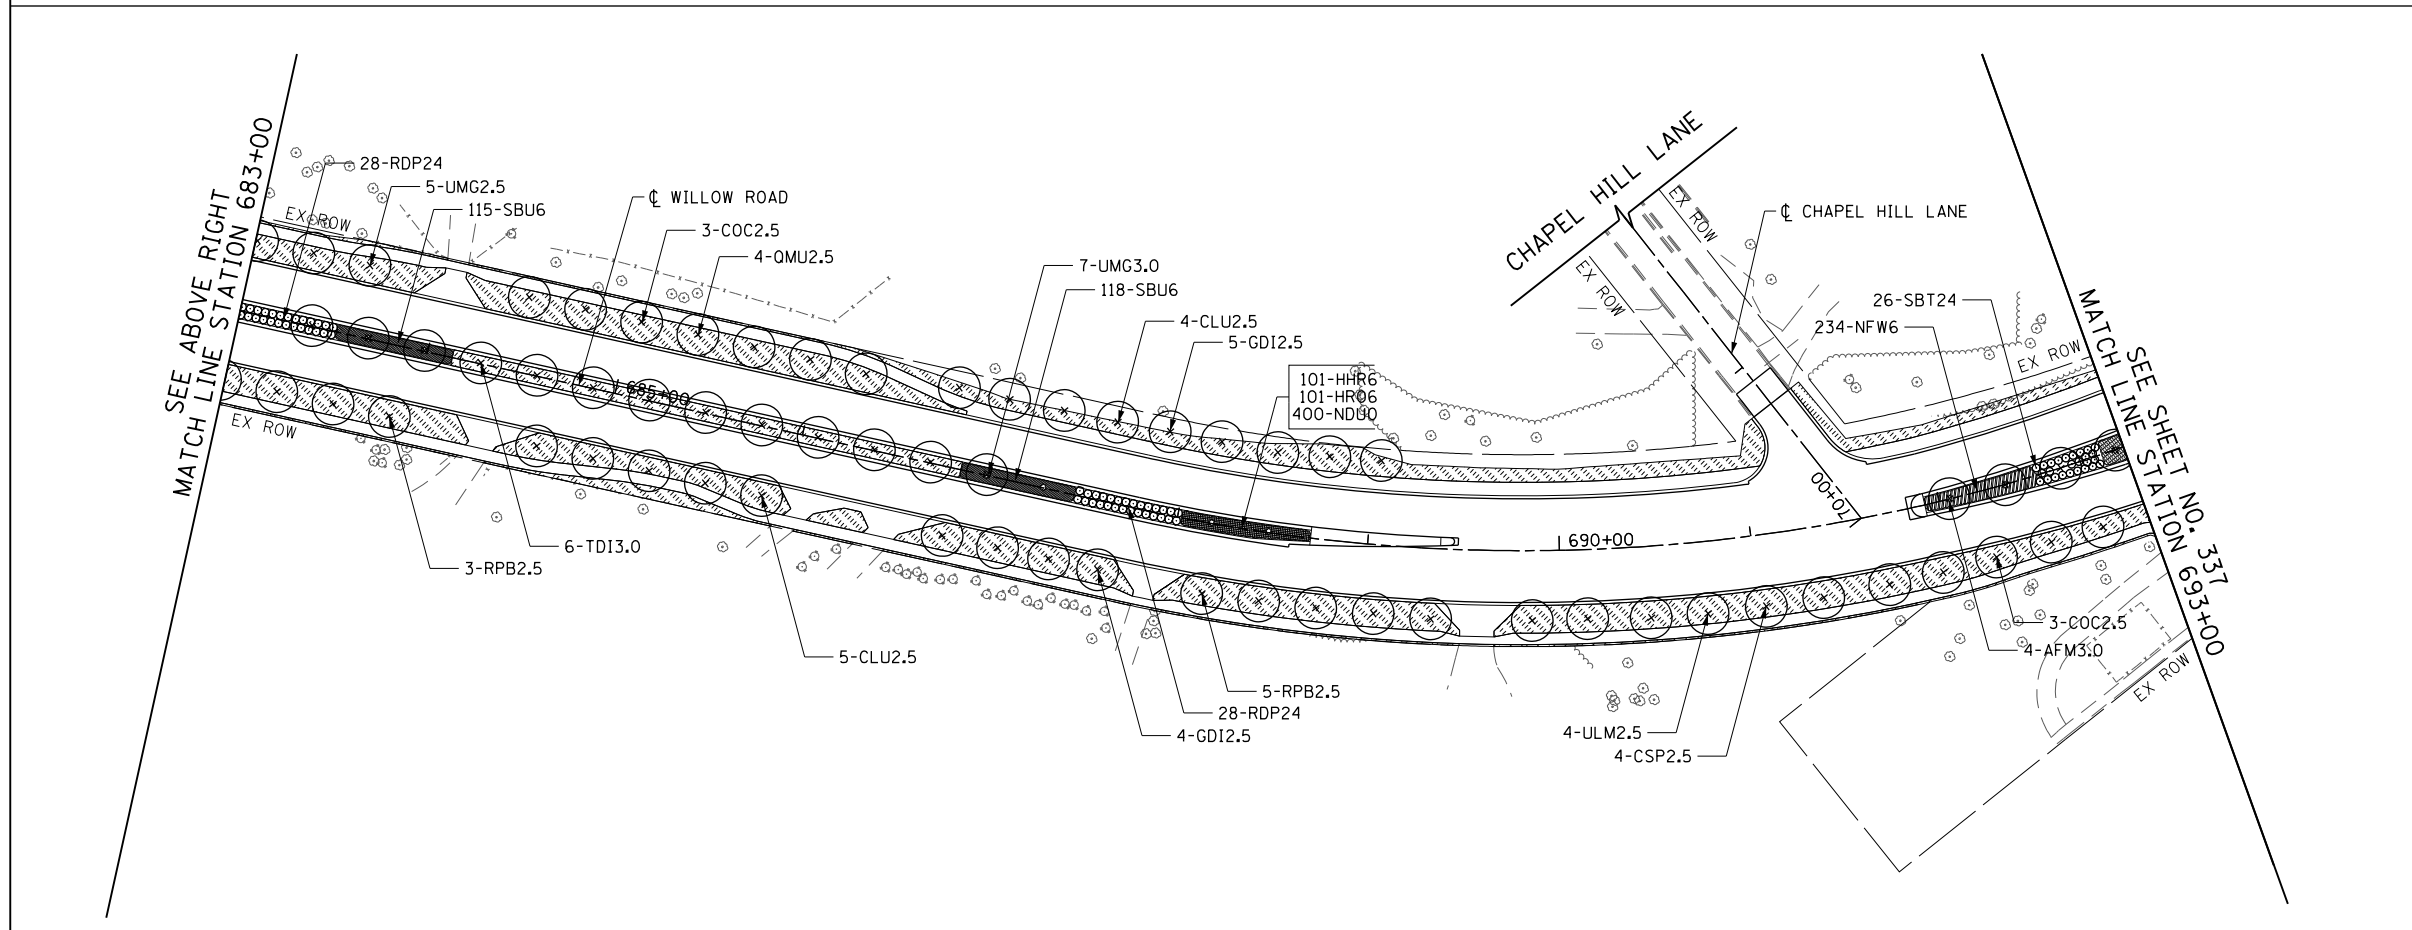 SEE ABOVE RIGHT
MATCH LINE STATION 683+00
28-RDP24
5-UMG2.5
115-SBU6
EX ROW
℄ WILLOW ROAD
3-COC2.5
4-QMU2.5
7-UMG3.0
118-SBU6
4-CLU2.5
5-GDI2.5
101-HHR6
101-HRO6
400-NDU0
CHAPEL HILL LANE
EX ROW
EX ROW
℄ CHAPEL HILL LANE
26-SBT24
234-NFW6
EX ROW
SEE SHEET NO. 337
MATCH LINE STATION 693+00
685+00
690+00
70+00
EX ROW
3-RPB2.5
6-TDI3.0
5-CLU2.5
5-RPB2.5
28-RDP24
4-GDI2.5
4-ULM2.5
4-CSP2.5
3-COC2.5
4-AFM3.0
EX ROW